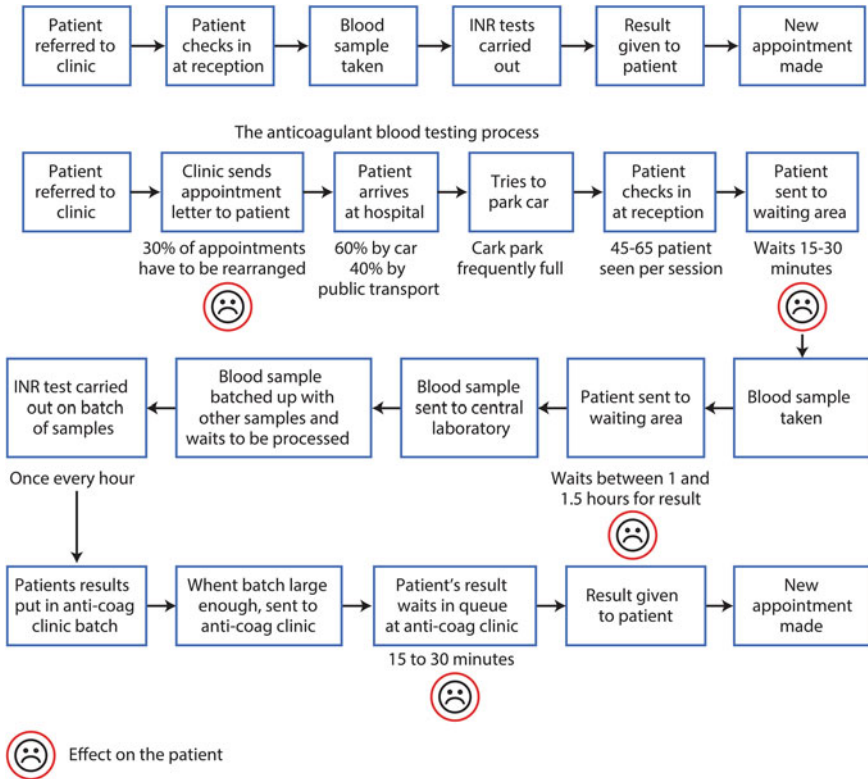 Patient
referred to
clinic
Patient
checks in
at reception
Blood
sample
taken
INR tests
carried
out
Result
given to
patient
New
appointment
made
The anticoagulant blood testing process
Patient
referred to
clinic
Clinic sends
appointment
letter to patient
Patient
arrives
at hospital
Tries to
park car
Patient
checks in
at reception
Patient
sent to
waiting area
30% of appointments
have to be rearranged
60% by car
40% by
public transport
Cark park
frequently full
45-65 patient
seen per session
Waits 15-30
minutes
INR test carried
out on batch
of samples
Blood sample
batched up with
other samples and
waits to be processed
Blood sample
sent to central
laboratory
Patient sent to
waiting area
Blood sample
taken
Once every hour
Waits between 1 and
1.5 hours for result
Patients results
put in anti-coag
clinic batch
Whent batch large
enough, sent to
anti-coag clinic
Patient’s result
waits in queue
at anti-coag clinic
Result given
to patient
New
appointment
made
15 to 30 minutes
Effect on the patient